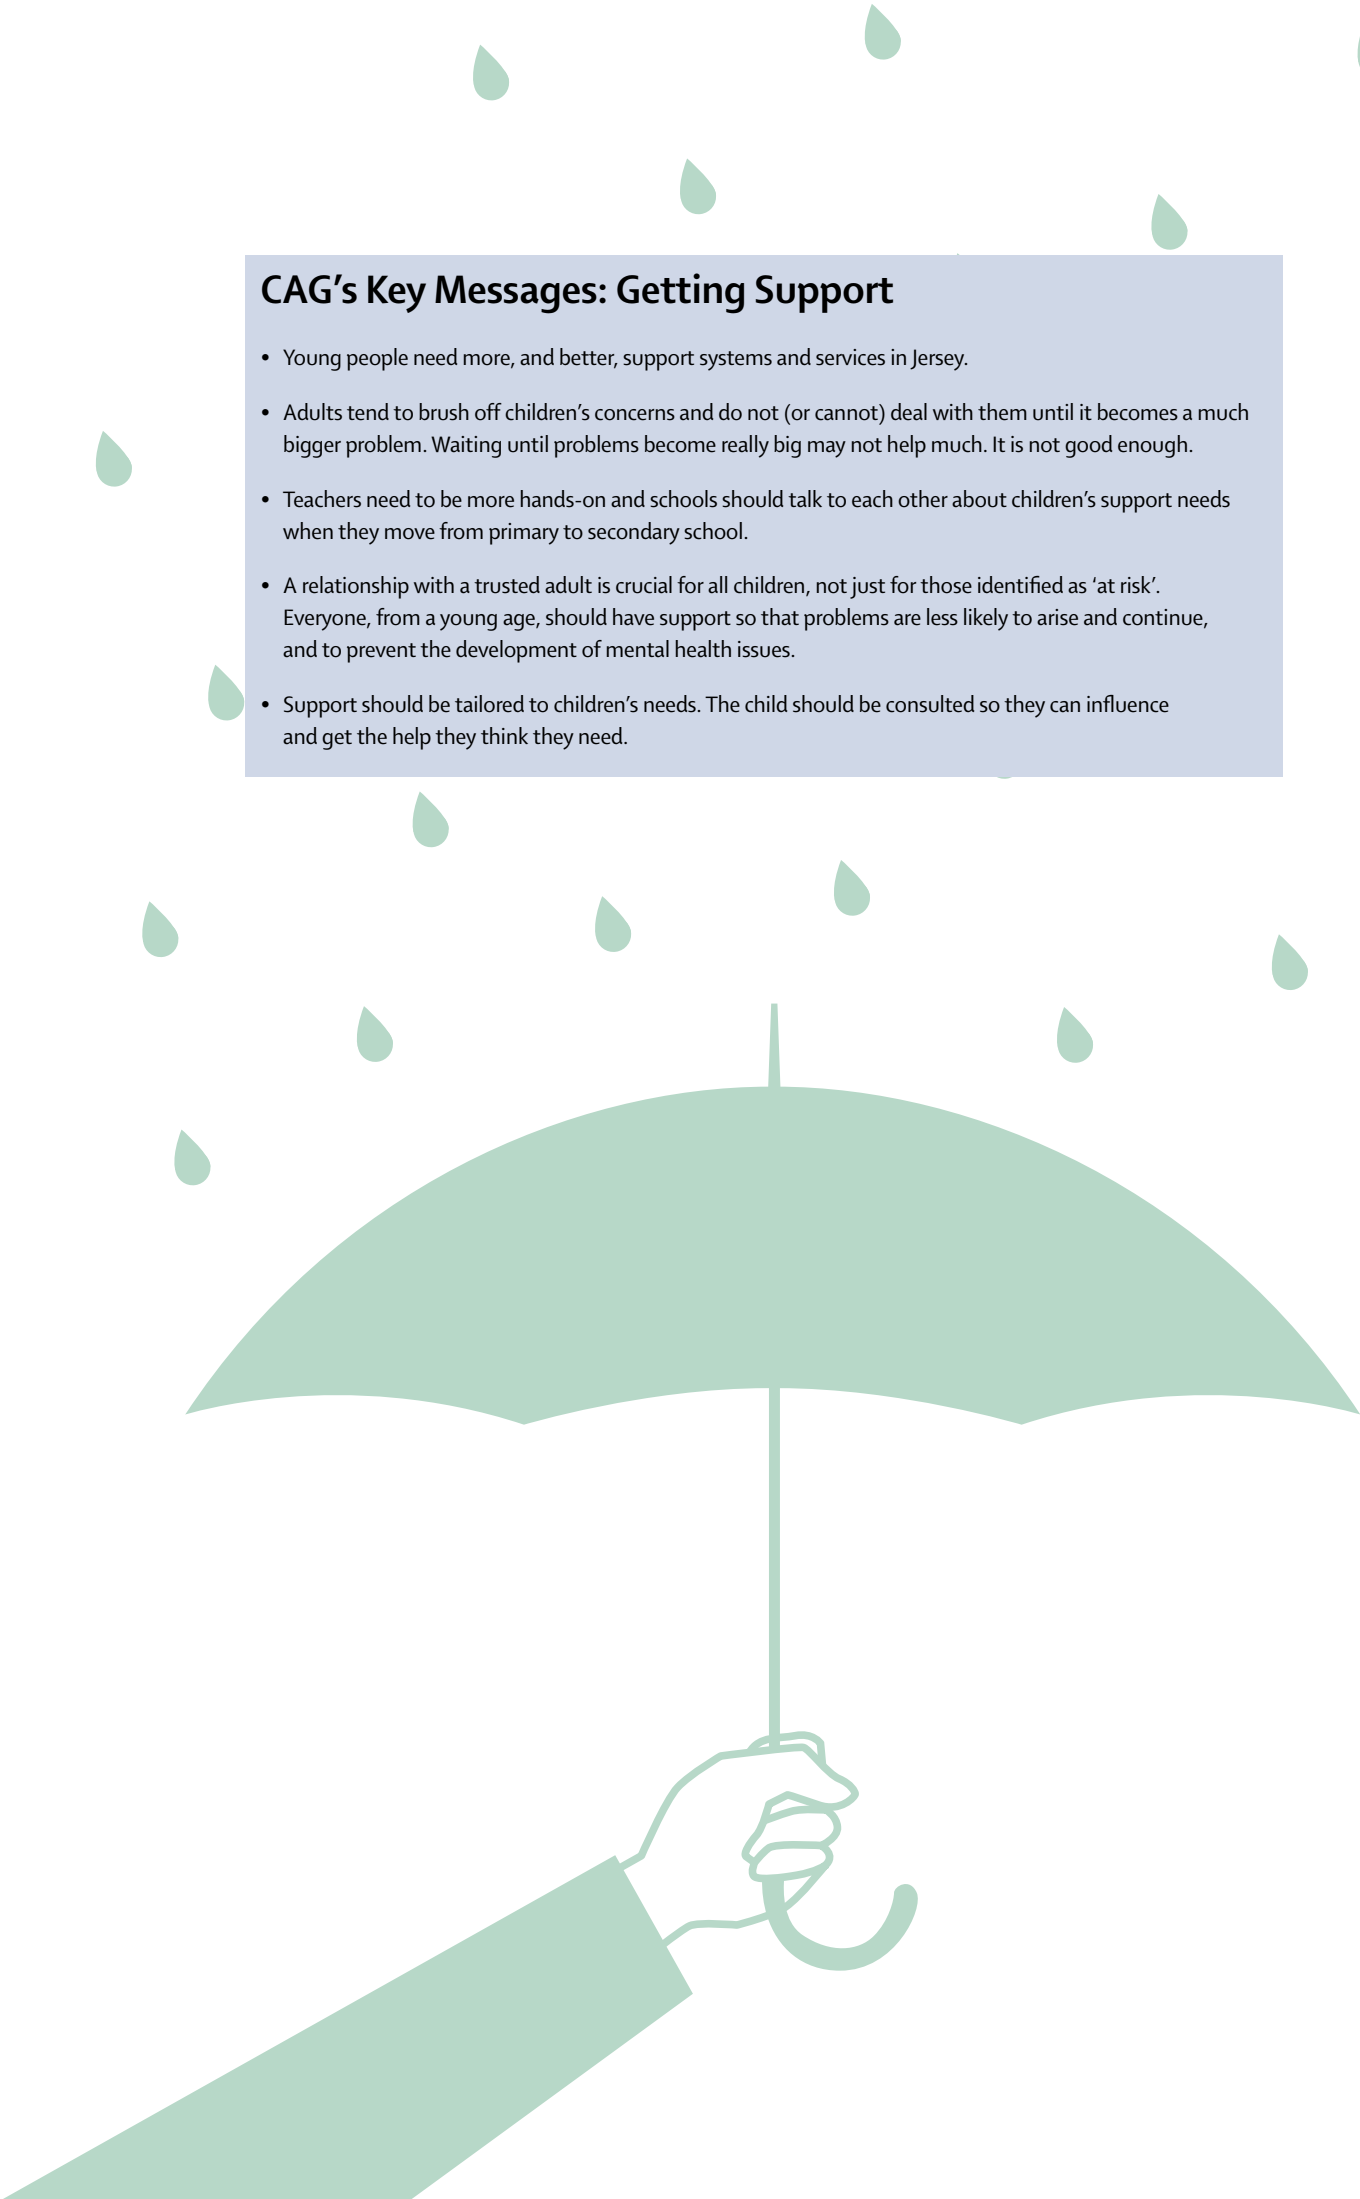 CAG’s Key Messages: Getting Support
• Young people need more, and better, support systems and services in Jersey.
• Adults tend to brush off children’s concerns and do not (or cannot) deal with them until it becomes a much
bigger problem. Waiting until problems become really big may not help much. It is not good enough.
• Teachers need to be more hands-on and schools should talk to each other about children’s support needs
when they move from primary to secondary school.
• A relationship with a trusted adult is crucial for all children, not just for those identified as ‘at risk’.
Everyone, from a young age, should have support so that problems are less likely to arise and continue,
and to prevent the development of mental health issues.
• Support should be tailored to children’s needs. The child should be consulted so they can influence
and get the help they think they need.